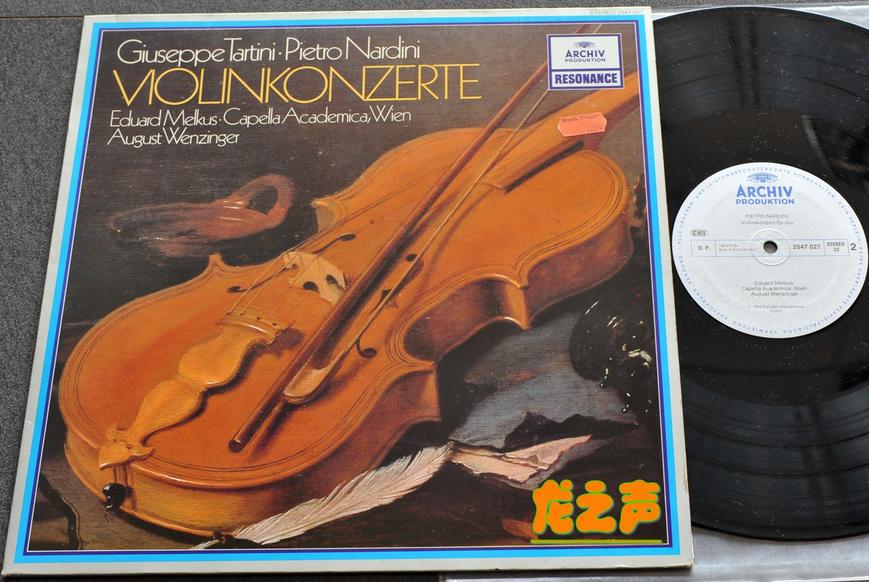 STEREO 2547 027
Giuseppe Tartini · Pietro Nardini
VIOLINKONZERTE
Eduard Melkus · Capella Academica, Wien
August Wenzinger
ARCHIV
PRODUKTION
RESONANCE
Musik
龙之声
ARCHIV
PRODUKTION
PIETRO NARDINI
Violinkonzert Es-dur
D. P.
2547 027
STEREO
33
2
Eduard Melkus
Capella Academica, Wien
August Wenzinger